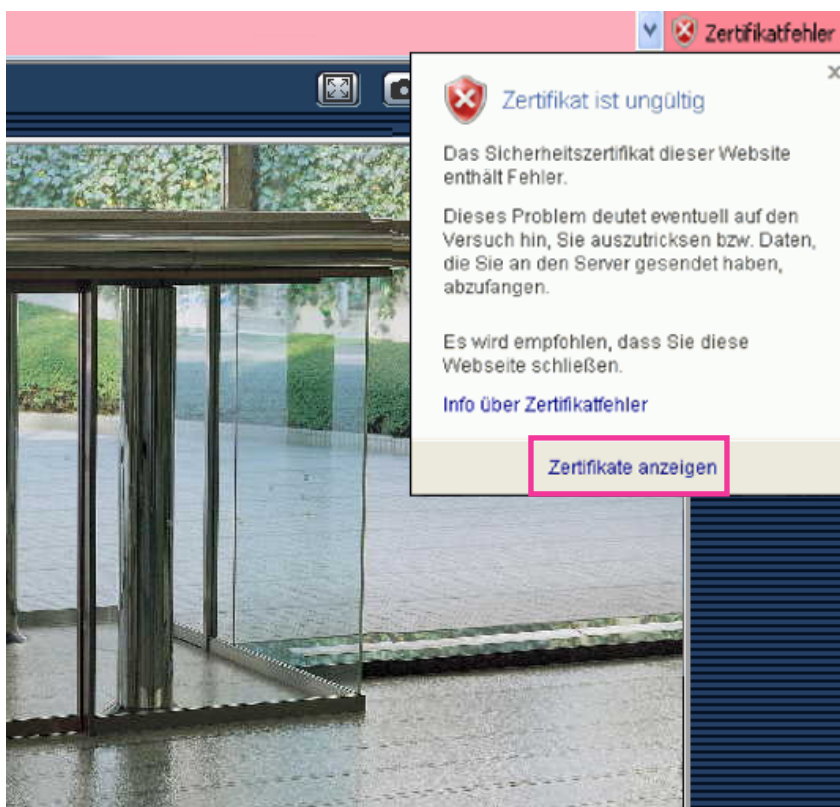 Zertifikatfehler
Zertifikat ist ungültig
Das Sicherheitszertifikat dieser Website
enthält Fehler.
Dieses Problem deutet eventuell auf den
Versuch hin, Sie auszutricksen bzw. Daten,
die Sie an den Server gesendet haben,
abzufangen.
Es wird empfohlen, dass Sie diese
Webseite schließen.
Info über Zertifikatfehler
Zertifikate anzeigen